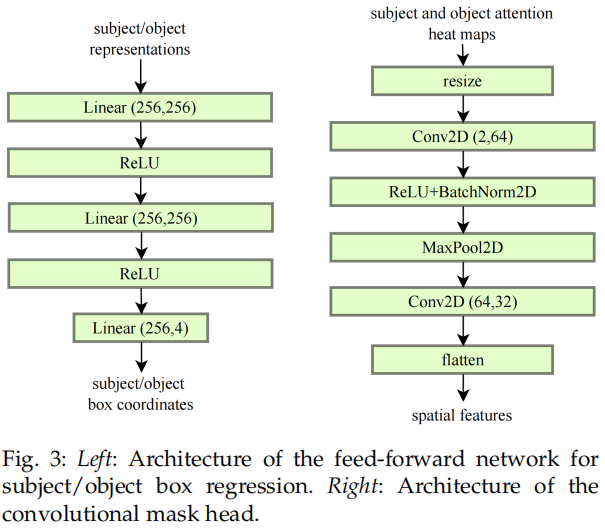 subject/object
representations
Linear (256,256)
ReLU
Linear (256,256)
ReLU
Linear (256,4)
subject/object
box coordinates
subject and object attention
heat maps
resize
Conv2D (2,64)
ReLU+BatchNorm2D
MaxPool2D
Conv2D (64,32)
flatten
spatial features
Fig. 3: Left: Architecture of the feed-forward network for
subject/object box regression. Right: Architecture of the
convolutional mask head.